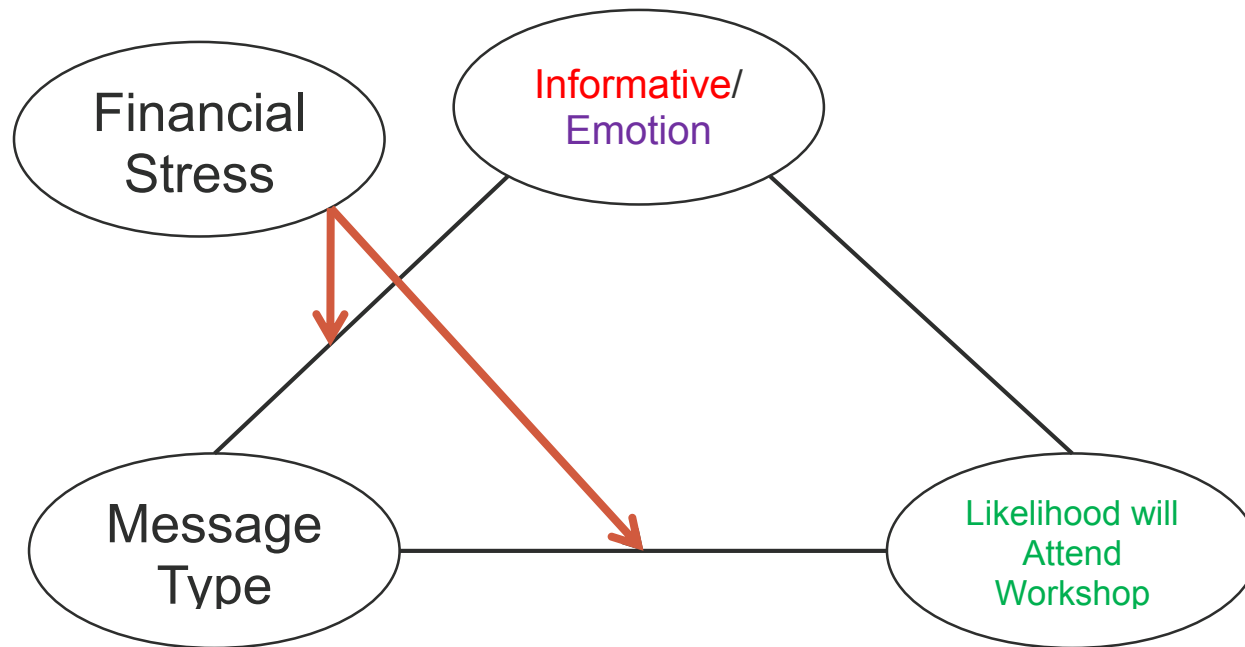 Financial
Stress
Informative/
Emotion
Message
Type
Likelihood will
Attend
Workshop